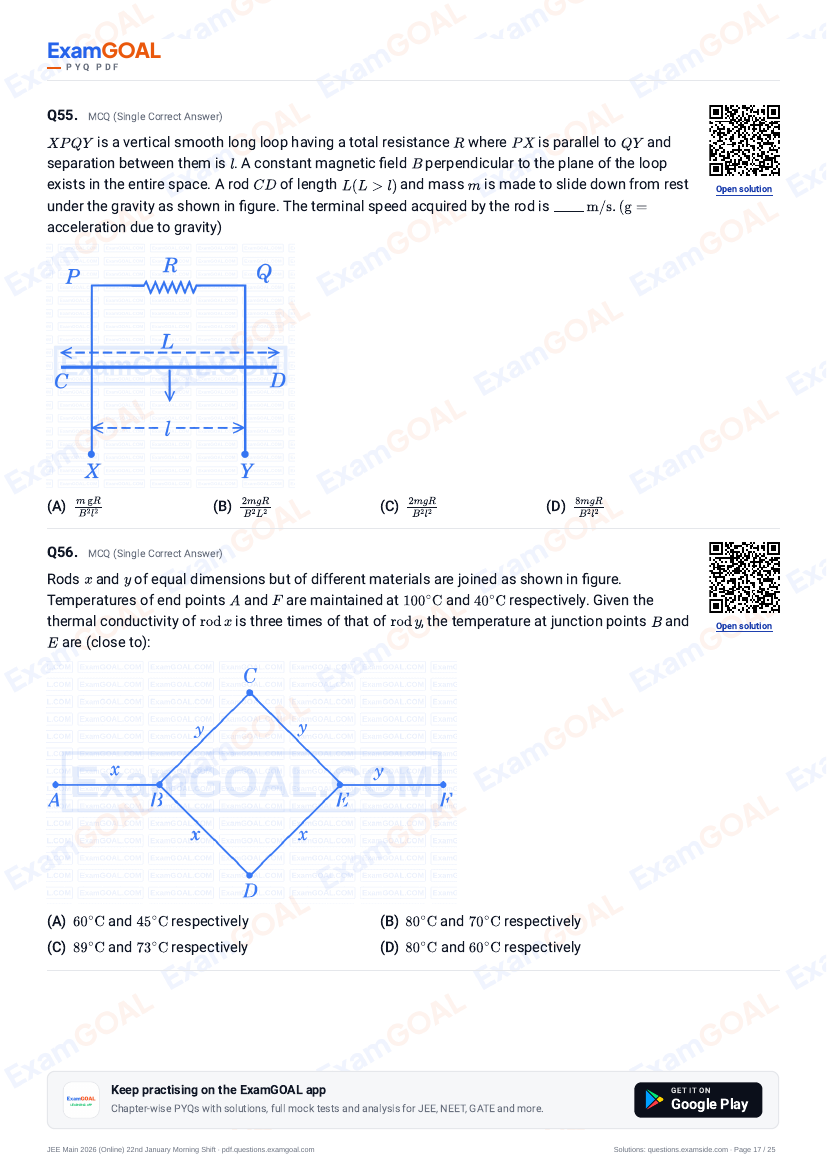 ExamGOAL
PYQ PDF
Q55. MCQ (Single Correct Answer)
XPQY is a vertical smooth long loop having a total resistance R where PX is parallel to QY and
separation between them is l. A constant magnetic field B perpendicular to the plane of the loop
exists in the entire space. A rod CD of length L(L > l) and mass m is made to slide down from rest
under the gravity as shown in figure. The terminal speed acquired by the rod is ____ m/s. (g =
acceleration due to gravity)
Open solution
P R Q
L
C D
l
X Y
(A) m gR/B²l² (B) 2mgR/B²L² (C) 2mgR/B²l² (D) 8mgR/B²l²
Q56. MCQ (Single Correct Answer)
Rods x and y of equal dimensions but of different materials are joined as shown in figure.
Temperatures of end points A and F are maintained at 100°C and 40°C respectively. Given the
thermal conductivity of rod x is three times of that of rod y, the temperature at junction points B and
E are (close to):
Open solution
C
y y
x y
A B E F
x x
D
ExamGOAL.COM
(A) 60°C and 45°C respectively (B) 80°C and 70°C respectively
(C) 89°C and 73°C respectively (D) 80°C and 60°C respectively
ExamGOAL
Keep practising on the ExamGOAL app
Chapter-wise PYQs with solutions, full mock tests and analysis for JEE, NEET, GATE and more.
GET IT ON
Google Play
JEE Main 2026 (Online) 22nd January Morning Shift · pdf.questions.examgoal.com
Solutions: questions.examside.com · Page 17 / 25